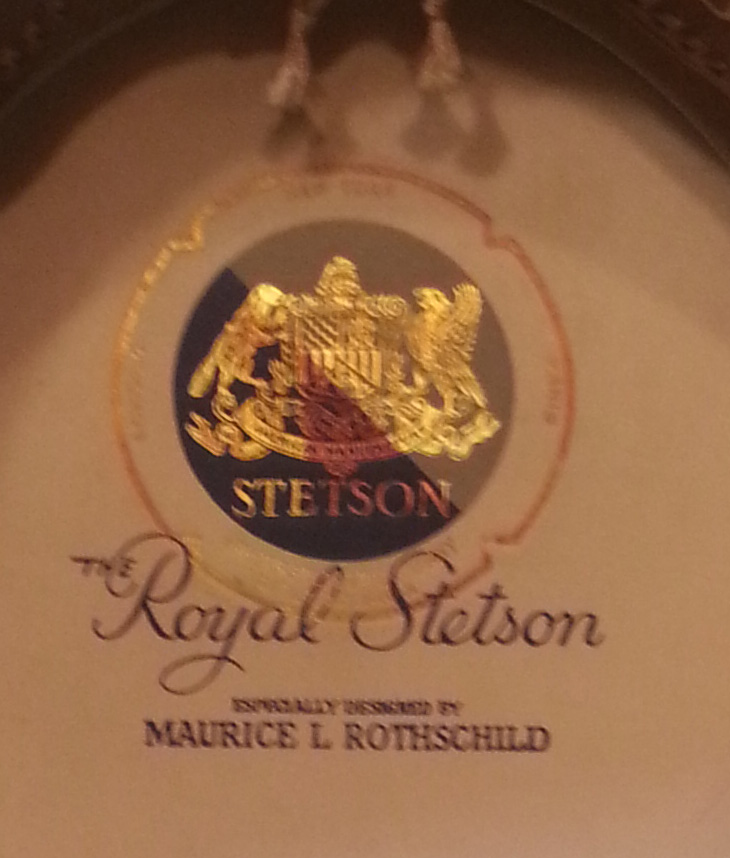 STETSON
THE Royal Stetson
ESPECIALLY DESIGNED BY
MAURICE L ROTHSCHILD